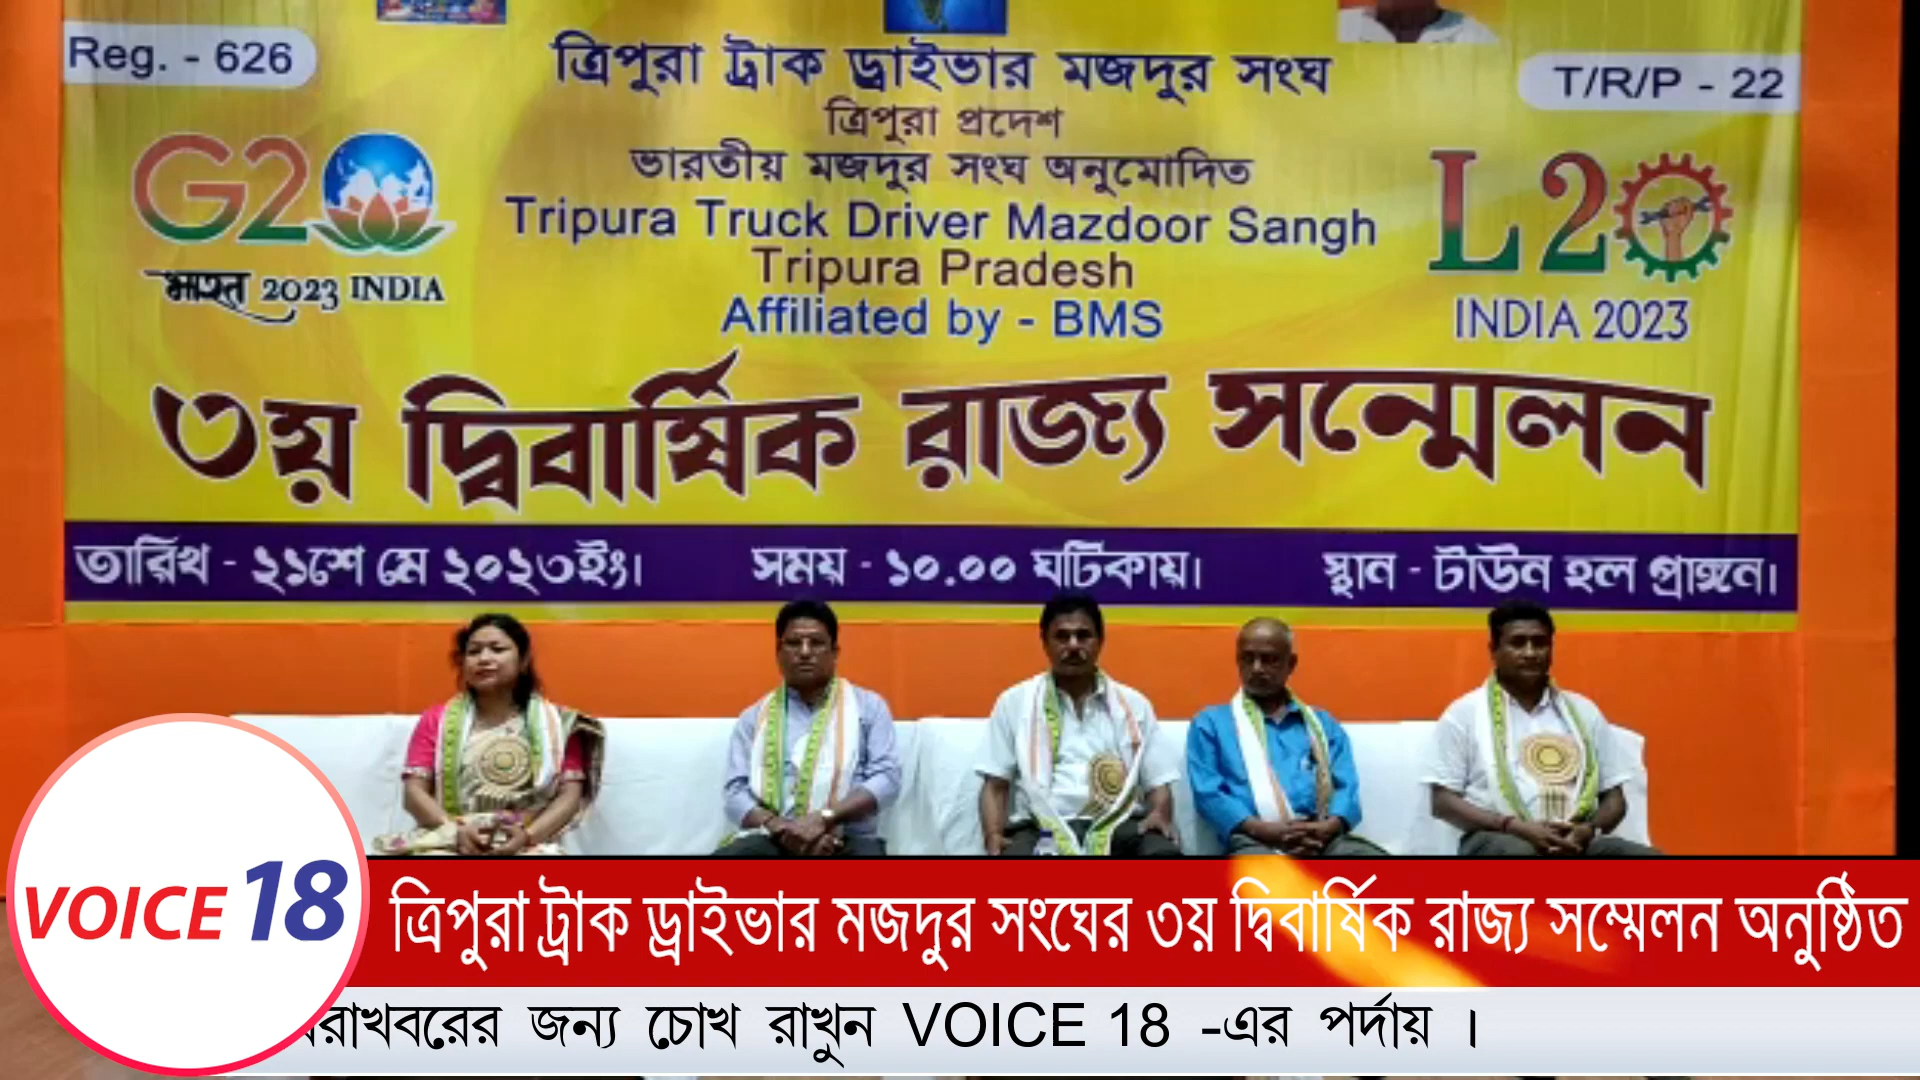 Reg. - 626
ত্রিপুরা ট্রাক ড্রাইভার মজদুর সংঘ
T/R/P - 22
ত্রিপুরা প্রদেশ
ভারতীয় মজদুর সংঘ অনুমোদিত
G20
2023 INDIA
Tripura Truck Driver Mazdoor Sangh
Tripura Pradesh
Affiliated by - BMS
L20
INDIA 2023
৩য় দ্বিবার্ষিক রাজ্য সন্মেলন
তারিখ - ২১শে মে ২০২৩ইং।
সময় - ১০.০০ ঘটিকায়।
স্থান - টাউন হল প্রাঙ্গনে।
VOICE 18
ত্রিপুরা ট্রাক ড্রাইভার মজদুর সংঘের ৩য় দ্বিবার্ষিক রাজ্য সম্মেলন অনুষ্ঠিত
জন্য চোখ রাখুন VOICE 18 -এর পর্দায় ।